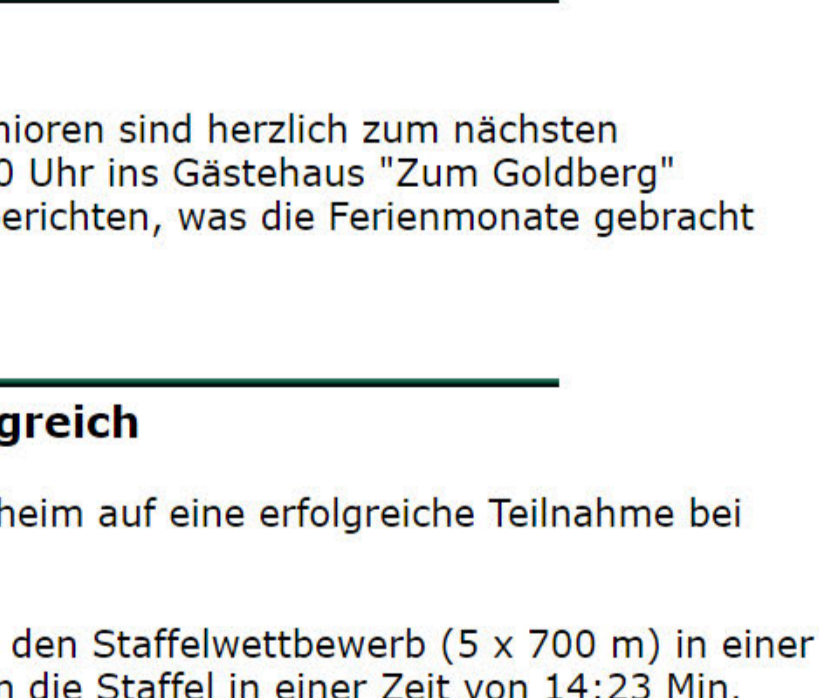 nioren sind herzlich zum nächsten
0 Uhr ins Gästehaus "Zum Goldberg"
erichten, was die Ferienmonate gebracht
greich
heim auf eine erfolgreiche Teilnahme bei
den Staffelwettbewerb (5 x 700 m) in einer
n die Staffel in einer Zeit von 14:23 Min.